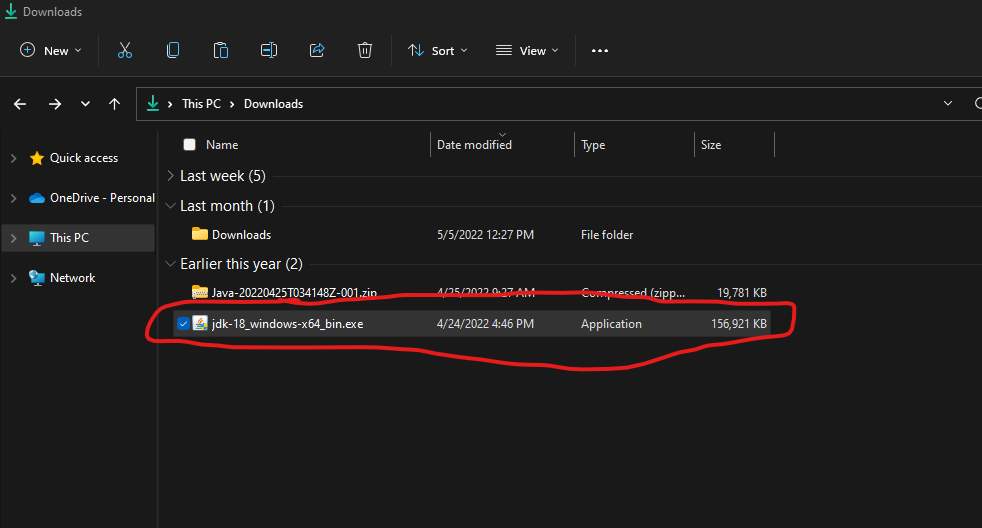 Downloads
New Sort View
This PC Downloads
Name Date modified Type Size
Quick access
OneDrive - Personal
This PC
Network
Last week (5)
Last month (1)
Downloads 5/5/2022 12:27 PM File folder
Earlier this year (2)
Java-20220425T034148Z-001.zip 4/25/2022 9:27 AM Compressed (zipp... 19,781 KB
jdk-18_windows-x64_bin.exe 4/24/2022 4:46 PM Application 156,921 KB